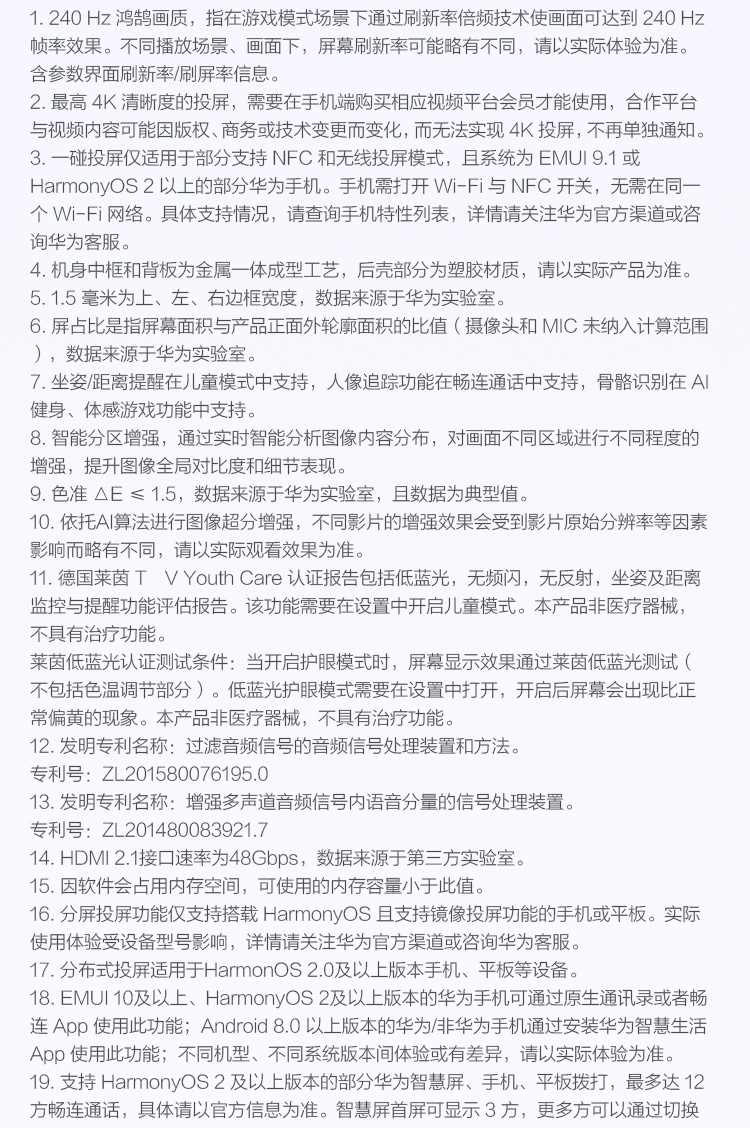 1. 240 Hz 鸿鹄画质，指在游戏模式场景下通过刷新率倍频技术使画面可达到 240 Hz
帧率效果。不同播放场景、画面下，屏幕刷新率可能略有不同，请以实际体验为准。
含参数界面刷新率/刷屏率信息。
2. 最高 4K 清晰度的投屏，需要在手机端购买相应视频平台会员才能使用，合作平台
与视频内容可能因版权、商务或技术变更而变化，而无法实现 4K 投屏，不再单独通知。
3. 一碰投屏仅适用于部分支持 NFC 和无线投屏模式，且系统为 EMUI 9.1 或
HarmonyOS 2 以上的部分华为手机。手机需打开 Wi-Fi 与 NFC 开关，无需在同一
个 Wi-Fi 网络。具体支持情况，请查询手机特性列表，详情请关注华为官方渠道或咨
询华为客服。
4. 机身中框和背板为金属一体成型工艺，后壳部分为塑胶材质，请以实际产品为准。
5. 1.5 毫米为上、左、右边框宽度，数据来源于华为实验室。
6. 屏占比是指屏幕面积与产品正面外轮廓面积的比值（摄像头和 MIC 未纳入计算范围
），数据来源于华为实验室。
7. 坐姿/距离提醒在儿童模式中支持，人像追踪功能在畅连通话中支持，骨骼识别在 AI
健身、体感游戏功能中支持。
8. 智能分区增强，通过实时智能分析图像内容分布，对画面不同区域进行不同程度的
增强，提升图像全局对比度和细节表现。
9. 色准 △E ≤ 1.5，数据来源于华为实验室，且数据为典型值。
10. 依托AI算法进行图像超分增强，不同影片的增强效果会受到影片原始分辨率等因素
影响而略有不同，请以实际观看效果为准。
11. 德国莱茵 T　V Youth Care 认证报告包括低蓝光，无频闪，无反射，坐姿及距离
监控与提醒功能评估报告。该功能需要在设置中开启儿童模式。本产品非医疗器械，
不具有治疗功能。
莱茵低蓝光认证测试条件：当开启护眼模式时，屏幕显示效果通过莱茵低蓝光测试（
不包括色温调节部分）。低蓝光护眼模式需要在设置中打开，开启后屏幕会出现比正
常偏黄的现象。本产品非医疗器械，不具有治疗功能。
12. 发明专利名称：过滤音频信号的音频信号处理装置和方法。
专利号：ZL201580076195.0
13. 发明专利名称：增强多声道音频信号内语音分量的信号处理装置。
专利号：ZL201480083921.7
14. HDMI 2.1接口速率为48Gbps，数据来源于第三方实验室。
15. 因软件会占用内存空间，可使用的内存容量小于此值。
16. 分屏投屏功能仅支持搭载 HarmonyOS 且支持镜像投屏功能的手机或平板。实际
使用体验受设备型号影响，详情请关注华为官方渠道或咨询华为客服。
17. 分布式投屏适用于HarmonOS 2.0及以上版本手机、平板等设备。
18. EMUI 10及以上、HarmonyOS 2及以上版本的华为手机可通过原生通讯录或者畅
连 App 使用此功能；Android 8.0 以上版本的华为/非华为手机通过安装华为智慧生活
App 使用此功能；不同机型、不同系统版本间体验或有差异，请以实际体验为准。
19. 支持 HarmonyOS 2 及以上版本的部分华为智慧屏、手机、平板拨打，最多达 12
方畅连通话，具体请以官方信息为准。智慧屏首屏可显示 3 方，更多方可以通过切换